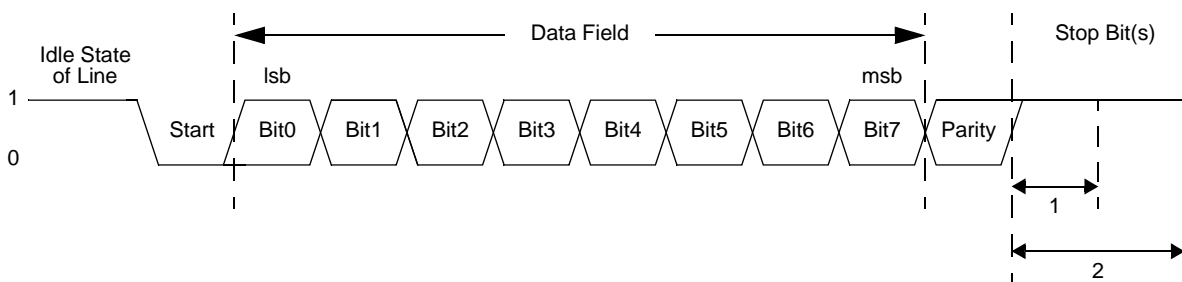 Data Field
Stop Bit(s)
Idle State
of Line
lsb
msb
1
Start
Bit0
Bit1
Bit2
Bit3
Bit4
Bit5
Bit6
Bit7
Parity
0
1
2